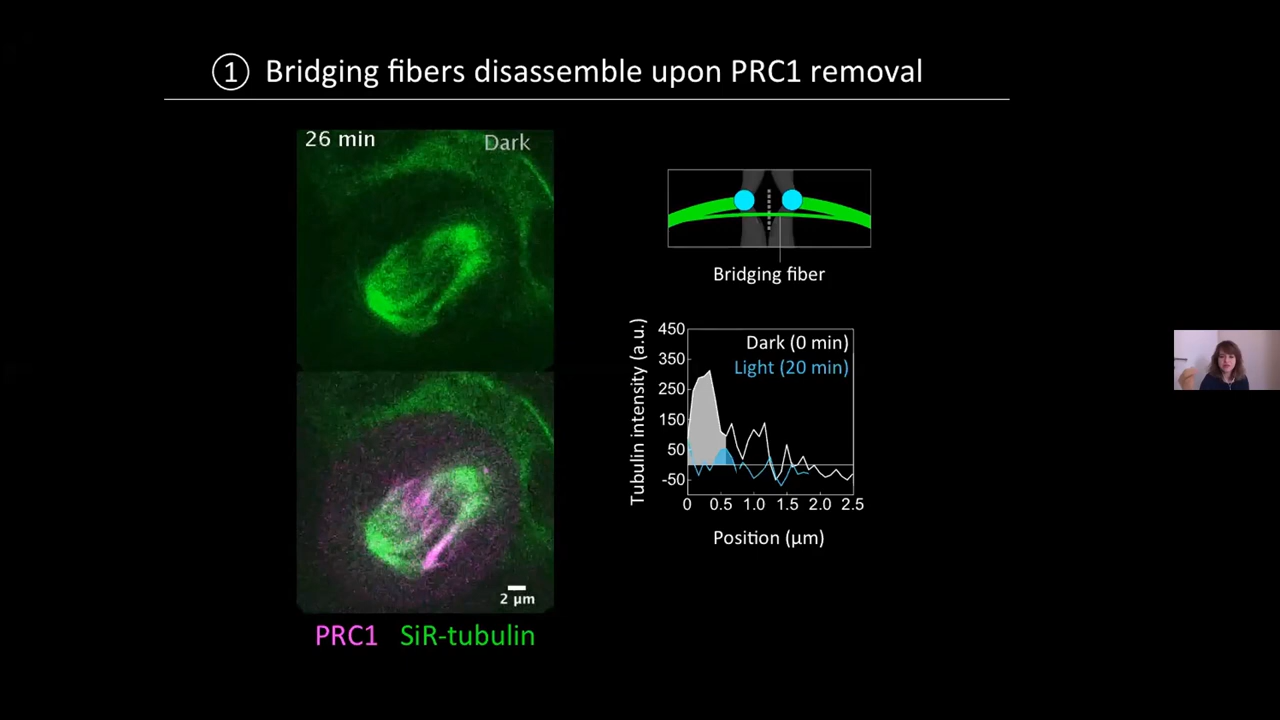 1 Bridging fibers disassemble upon PRC1 removal
26 min Dark
2 µm
PRC1 SiR-tubulin
Bridging fiber
Tubulin intensity (a.u.)
450
350
250
150
50
-50
Dark (0 min)
Light (20 min)
0 0.5 1.0 1.5 2.0 2.5
Position (µm)